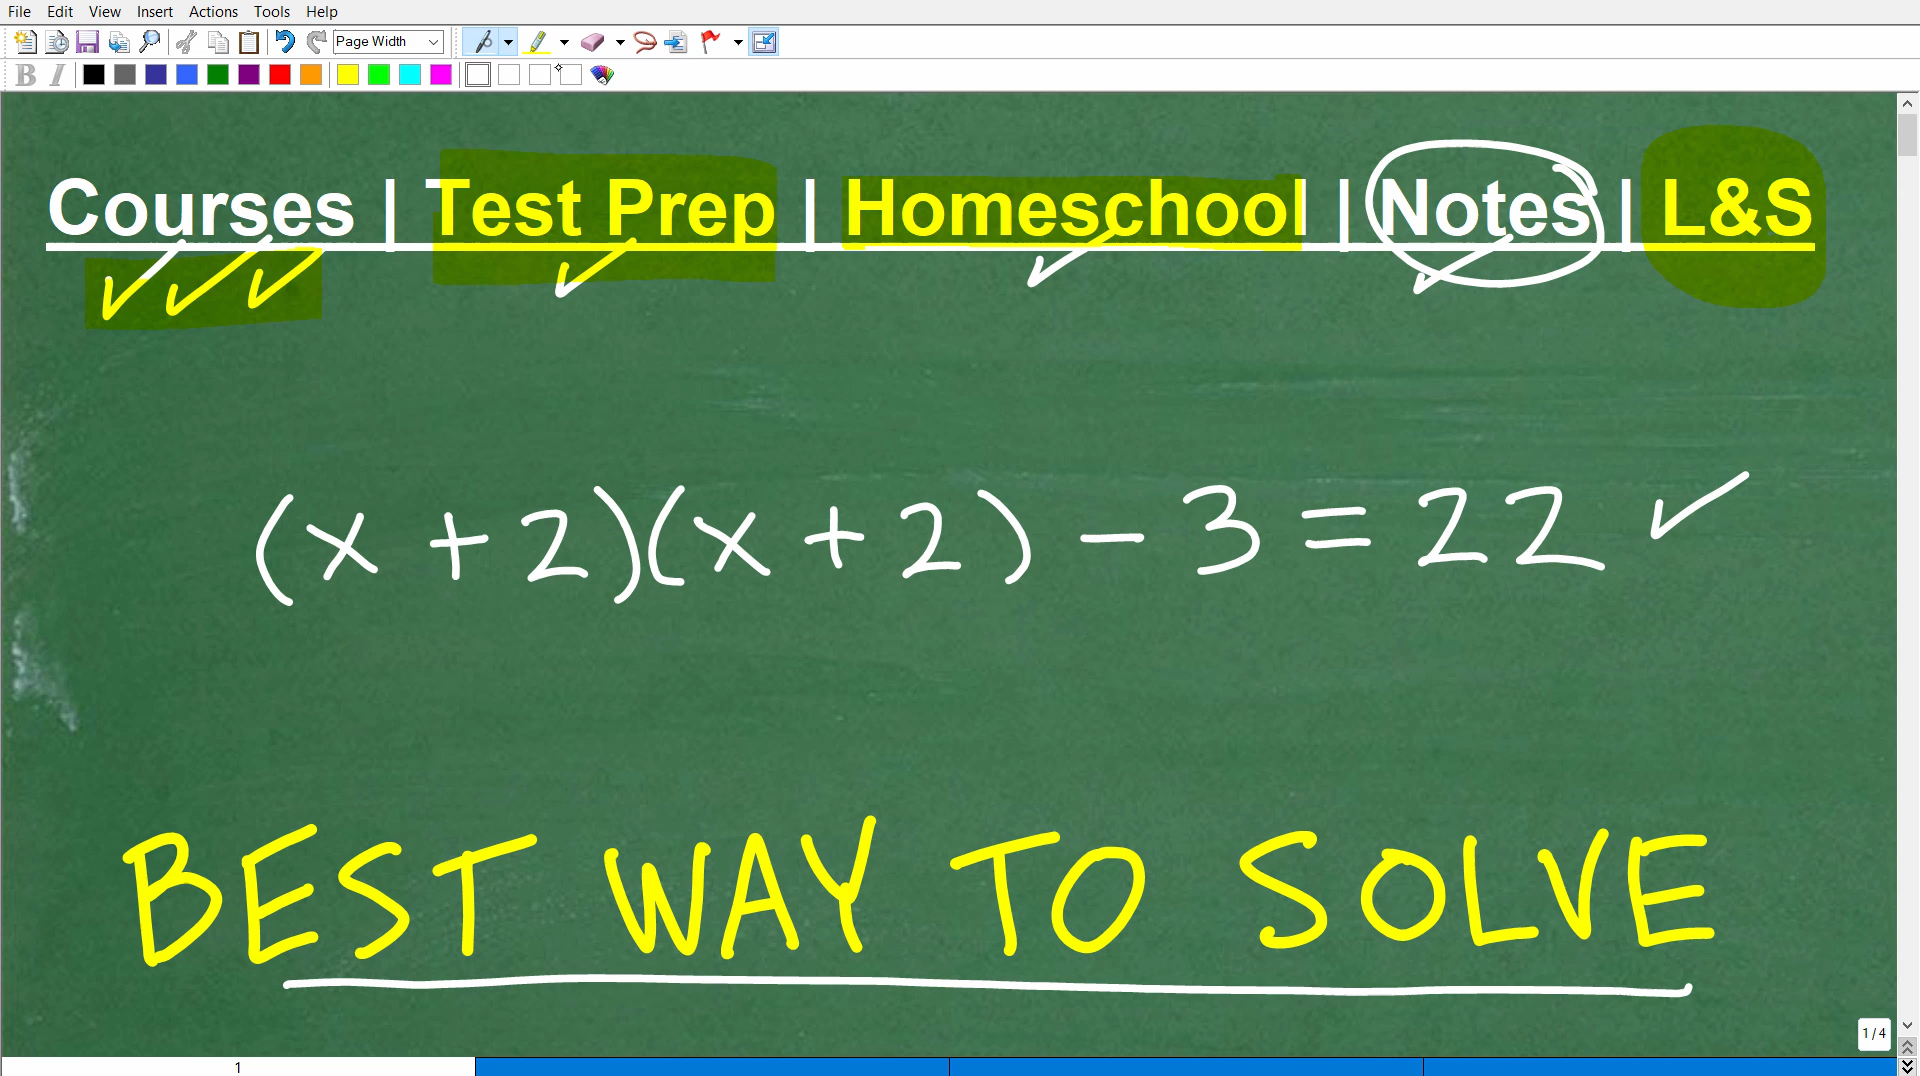 File Edit View Insert Actions Tools Help
Page Width
B I
Courses | Test Prep | Homeschool | Notes | L&S
(x + 2)(x + 2) - 3 = 22
BEST WAY TO SOLVE
1 / 4
1